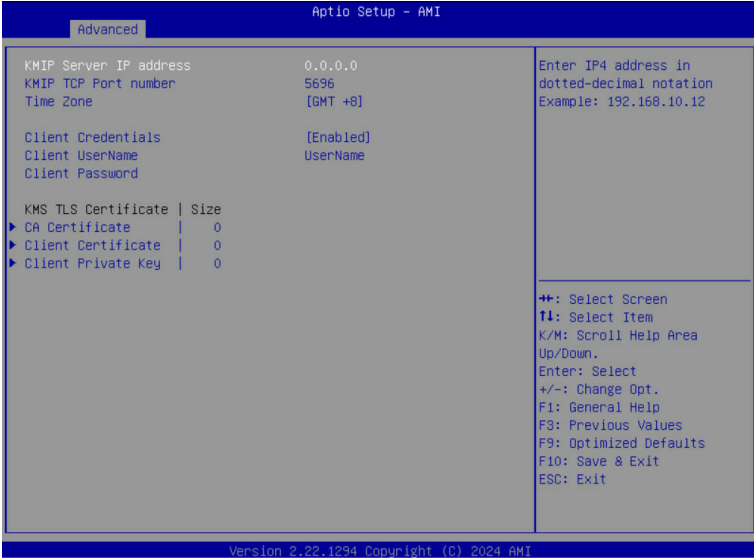 Aptio Setup – AMI
Advanced
KMIP Server IP address 0.0.0.0
KMIP TCP Port number 5696
Time Zone [GMT +8]
Client Credentials [Enabled]
Client UserName UserName
Client Password
KMS TLS Certificate | Size
CA Certificate | 0
Client Certificate | 0
Client Private Key | 0
Enter IP4 address in
dotted-decimal notation
Example: 192.168.10.12
→←: Select Screen
↑↓: Select Item
K/M: Scroll Help Area
Up/Down.
Enter: Select
+/-: Change Opt.
F1: General Help
F3: Previous Values
F9: Optimized Defaults
F10: Save & Exit
ESC: Exit
Version 2.22.1294 Copyright (C) 2024 AMI